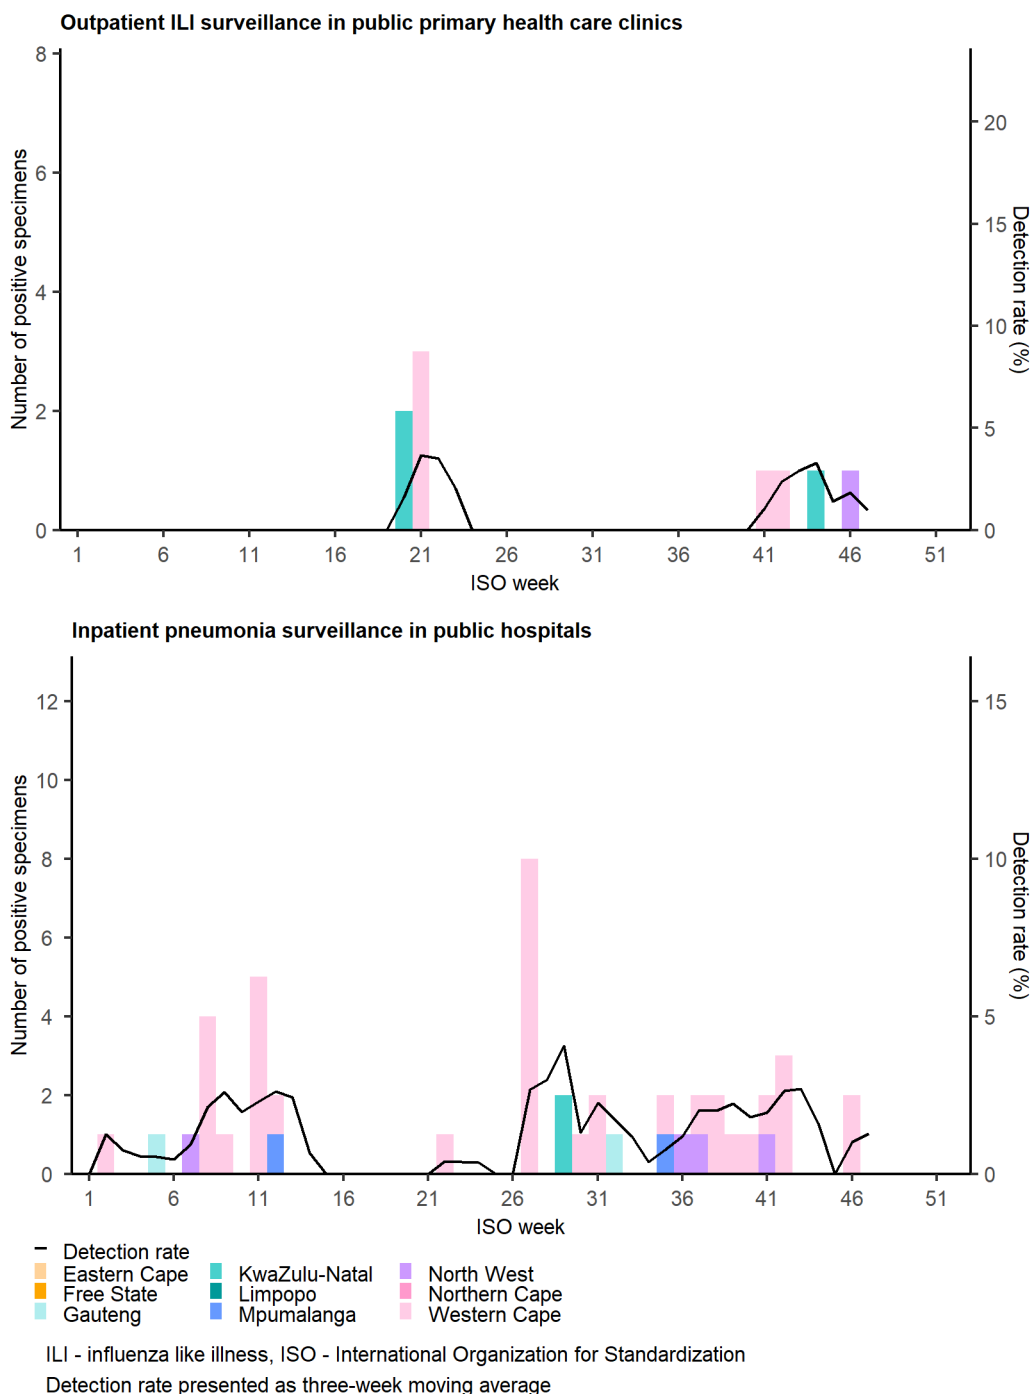 Outpatient ILI surveillance in public primary health care clinics
8
6
4
2
0
Number of positive specimens
20
15
10
5
0
Detection rate (%)
1 6 11 16 21 26 31 36 41 46 51
ISO week
Inpatient pneumonia surveillance in public hospitals
12
10
8
6
4
2
0
Number of positive specimens
15
10
5
0
Detection rate (%)
1 6 11 16 21 26 31 36 41 46 51
ISO week
Detection rate
Eastern Cape KwaZulu-Natal North West
Free State Limpopo Northern Cape
Gauteng Mpumalanga Western Cape
ILI - influenza like illness, ISO - International Organization for Standardization
Detection rate presented as three-week moving average